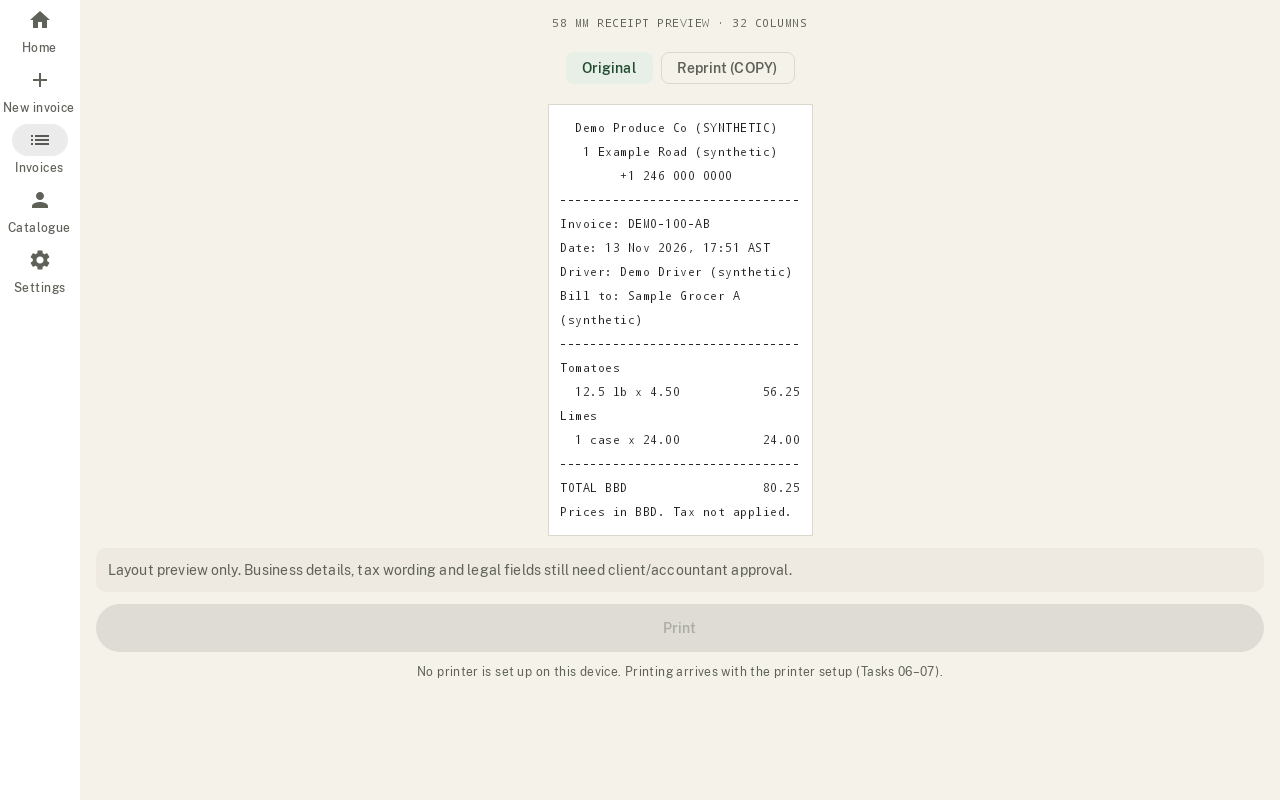 Home
New invoice
Invoices
Catalogue
Settings
58 MM RECEIPT PREVIEW · 32 COLUMNS
Original
Reprint (COPY)
Demo Produce Co (SYNTHETIC)
1 Example Road (synthetic)
+1 246 000 0000
--------------------------------
Invoice: DEMO-100-AB
Date: 13 Nov 2026, 17:51 AST
Driver: Demo Driver (synthetic)
Bill to: Sample Grocer A
(synthetic)
--------------------------------
Tomatoes
12.5 lb x 4.50 56.25
Limes
1 case x 24.00 24.00
--------------------------------
TOTAL BBD 80.25
Prices in BBD. Tax not applied.
Layout preview only. Business details, tax wording and legal fields still need client/accountant approval.
Print
No printer is set up on this device. Printing arrives with the printer setup (Tasks 06–07).